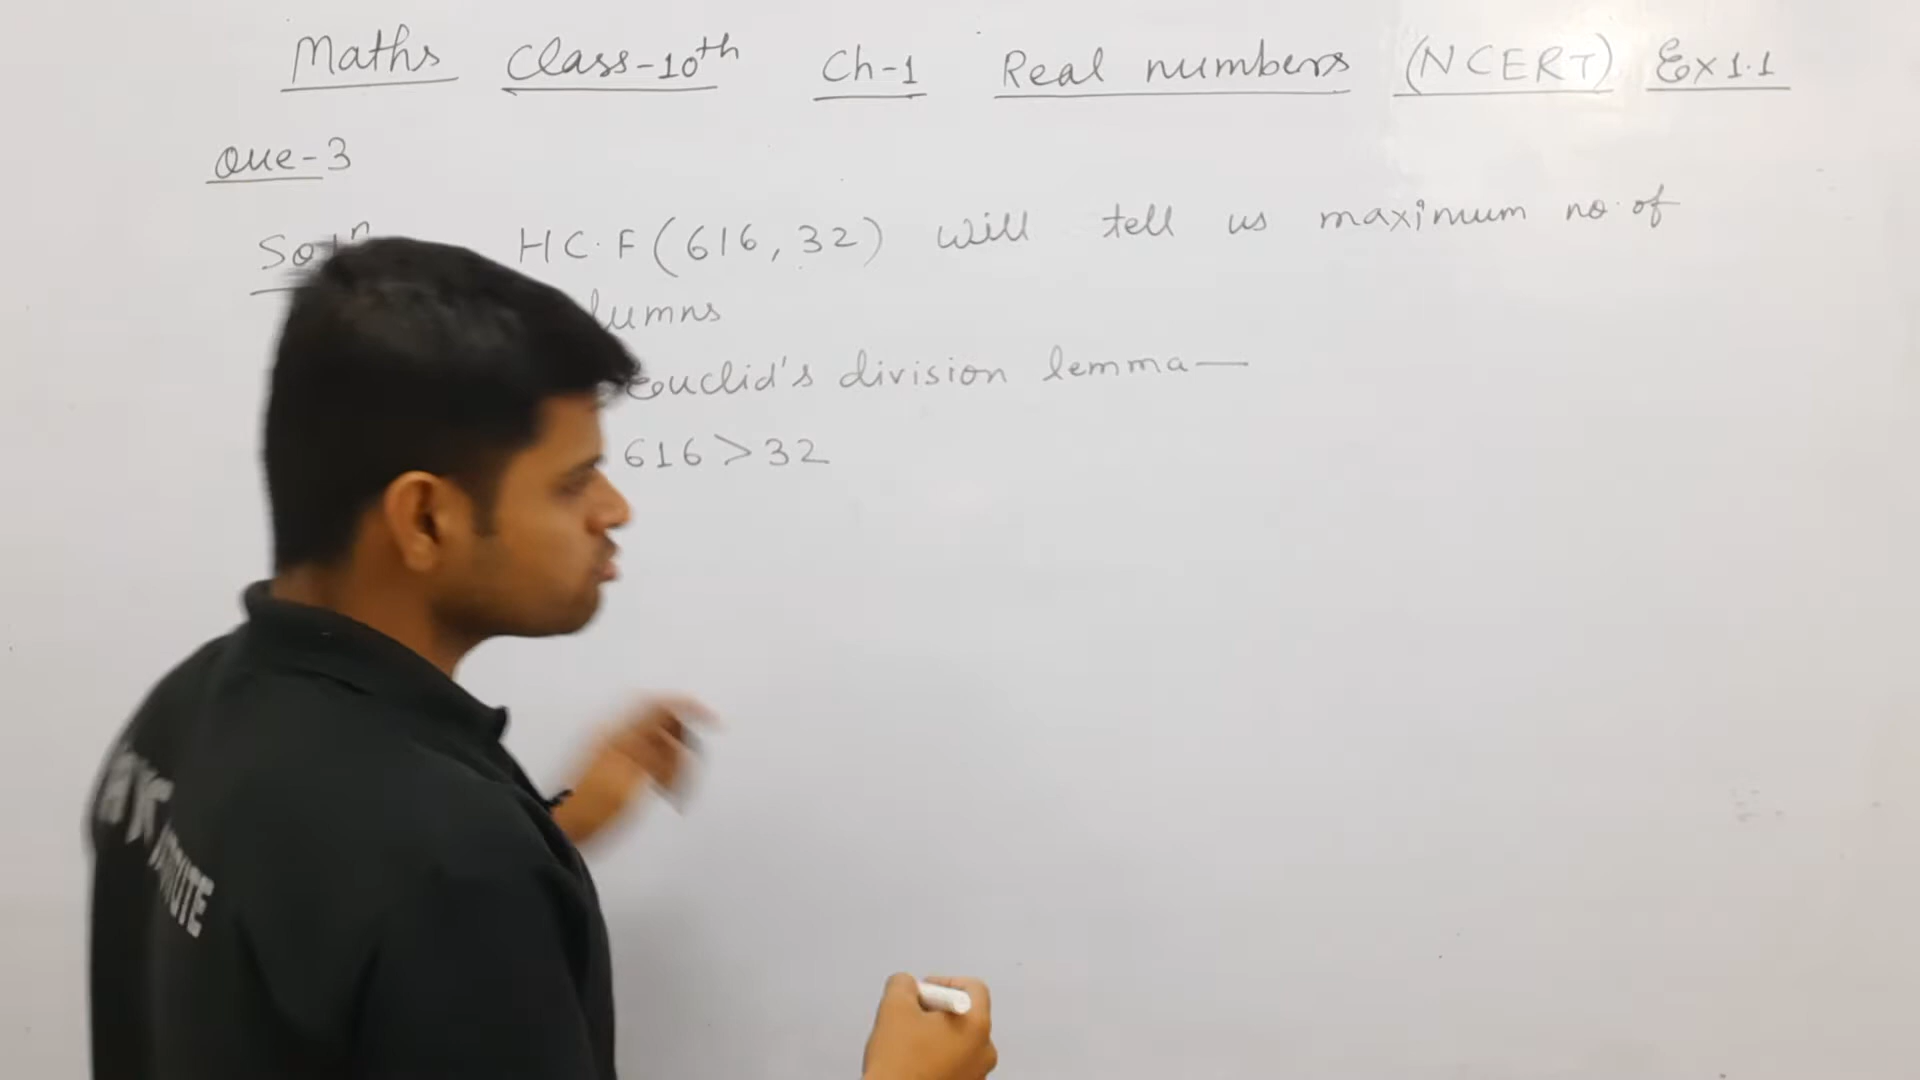 Maths Class-10th Ch-1 Real numbers (NCERT) Ex 1.1
Que-3
Soln H.C.F (616, 32) will tell us maximum no. of
lumns
Euclid's division lemma—
616 > 32